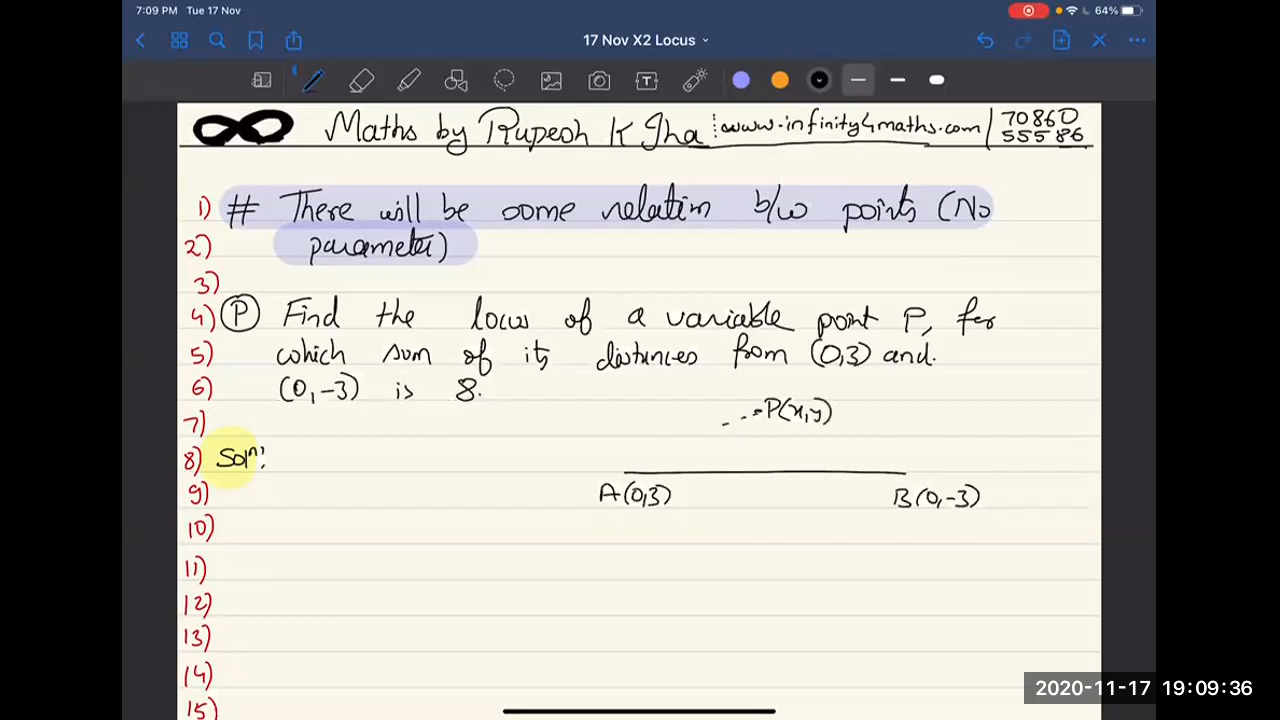 7:09 PM Tue 17 Nov
64%
17 Nov X2 Locus
Maths by Rupesh K Jha www.infinity4maths.com 70860
55586
1) # There will be some relation b/w points (No
2) parameter)
3)
4) (P) Find the locus of a variable point P, for
5) which sum of its distances from (0,3) and.
6) (0,-3) is 8.
7) P(x,y)
8) Soln:
9) A(0,3) B(0,-3)
10)
11)
12)
13)
14)
15)
2020-11-17 19:09:36